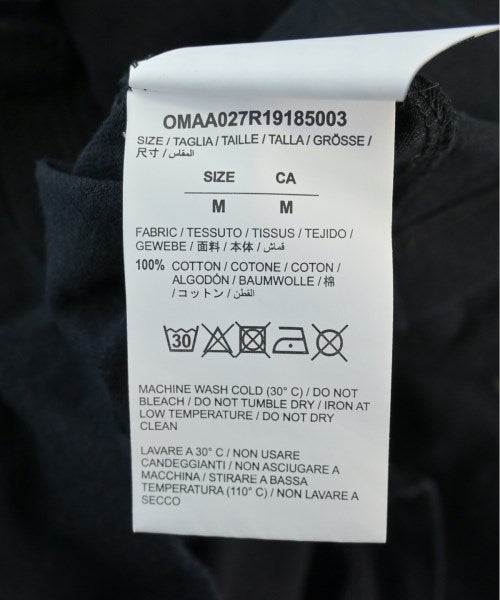 OMAA027R19185003
SIZE / TAGLIA / TAILLE / TALLA / GRÖSSE /
尺寸 / المقاس /
SIZE CA
M M
FABRIC / TESSUTO / TISSUS / TEJIDO /
GEWEBE / 面料 / 本体 / قماش /
100% COTTON / COTONE / COTON /
ALGODÓN / BAUMWOLLE / 棉
/ コットン / القطن /
30
MACHINE WASH COLD (30° C) / DO NOT
BLEACH / DO NOT TUMBLE DRY / IRON AT
LOW TEMPERATURE / DO NOT DRY
CLEAN
LAVARE A 30° C / NON USARE
CANDEGGIANTI / NON ASCIUGARE A
MACCHINA / STIRARE A BASSA
TEMPERATURA (110° C) / NON LAVARE A
SECCO